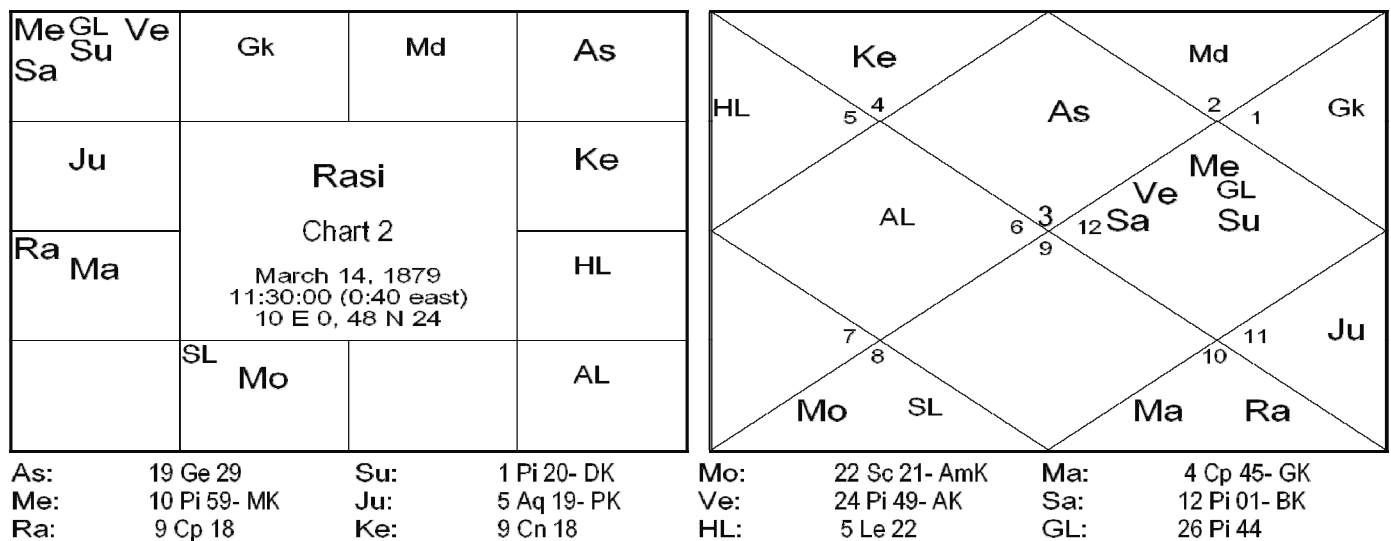 Me GL Ve
Su
Sa
Gk
Md
As
Ju
Ke
Ra
Ma
HL
SL
Mo
AL
Rasi
Chart 2
March 14, 1879
11:30:00 (0:40 east)
10 E 0, 48 N 24
Ke
Md
HL
5
4
As
2
1
Gk
Me
Ve
GL
AL
6
3
12
Sa
Su
9
7
8
11
10
Ju
Mo
SL
Ma
Ra
As: 19 Ge 29 Su: 1 Pi 20- DK Mo: 22 Sc 21- AmK Ma: 4 Cp 45- GK
Me: 10 Pi 59- MK Ju: 5 Aq 19- PK Ve: 24 Pi 49- AK Sa: 12 Pi 01- BK
Ra: 9 Cp 18 Ke: 9 Cn 18 HL: 5 Le 22 GL: 26 Pi 44